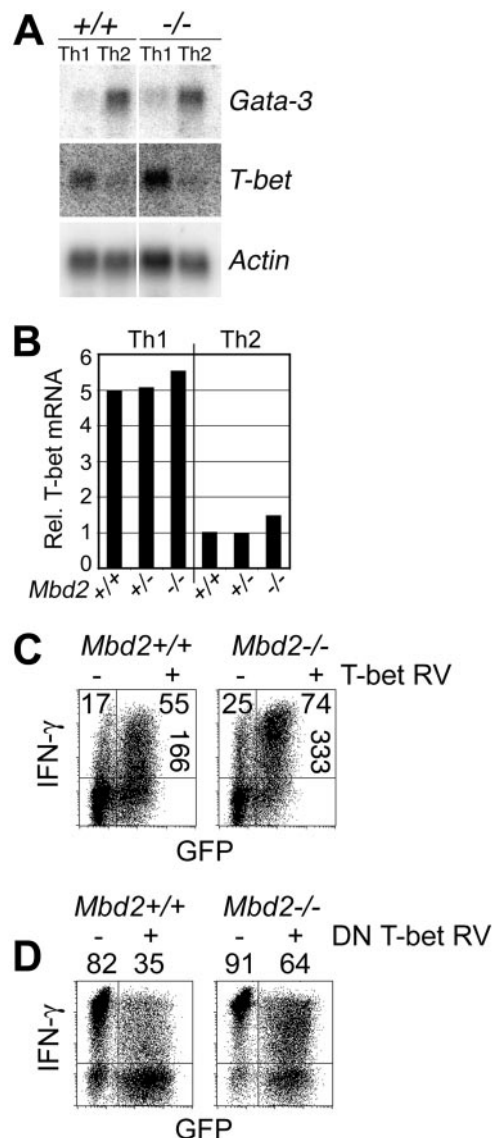 A
+/+ -/-
Th1 Th2 Th1 Th2
Gata-3
T-bet
Actin
B
Th1 Th2
Rel. T-bet mRNA
6
5
4
3
2
1
0
Mbd2 +/+ +/- -/- +/+ +/- -/-
C
Mbd2+/+ Mbd2-/-
- + - + T-bet RV
17 55 25 74
166 333
IFN-γ
GFP
D
Mbd2+/+ Mbd2-/-
- + - + DN T-bet RV
82 35 91 64
IFN-γ
GFP